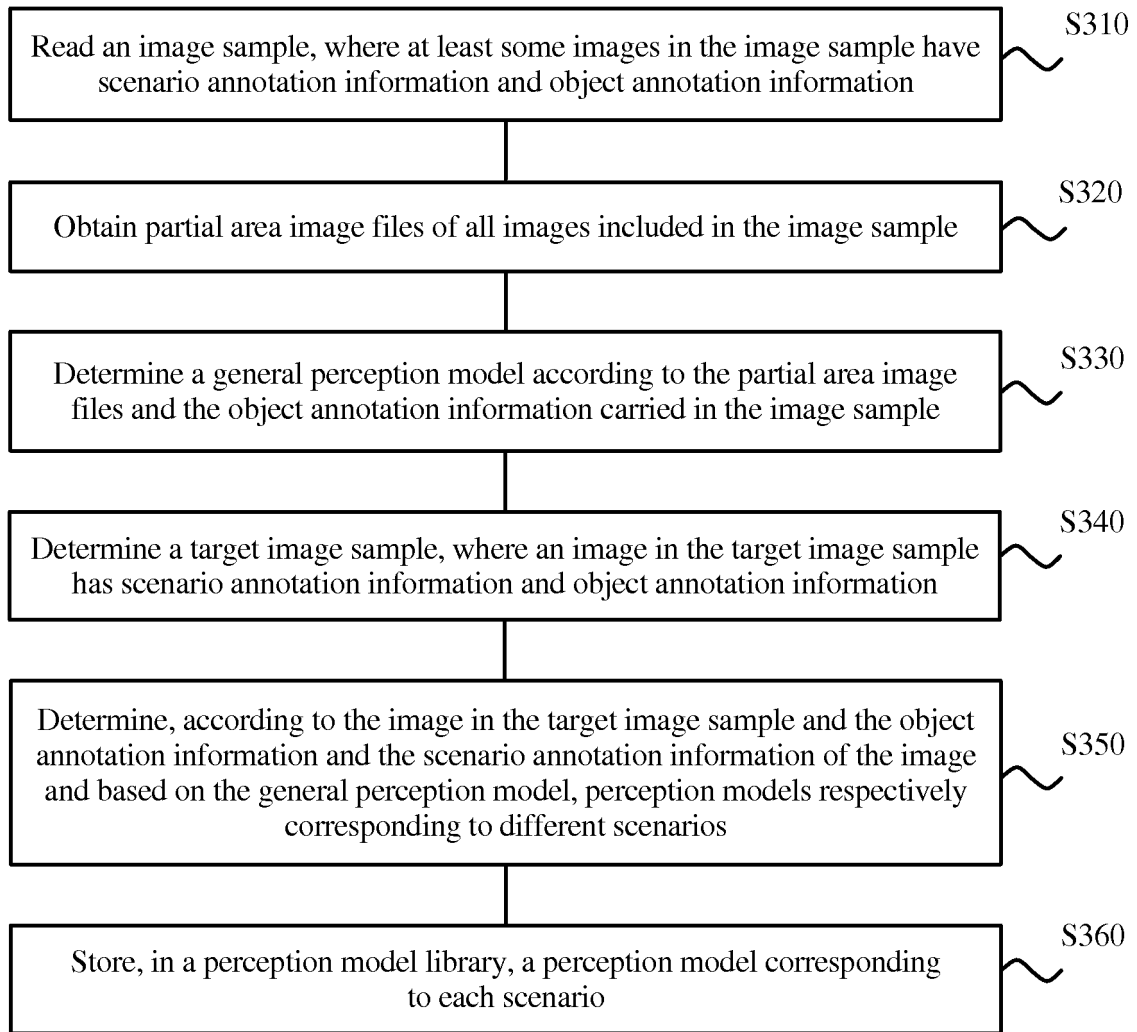 S310
Read an image sample, where at least some images in the image sample have
scenario annotation information and object annotation information
S320
Obtain partial area image files of all images included in the image sample
S330
Determine a general perception model according to the partial area image
files and the object annotation information carried in the image sample
S340
Determine a target image sample, where an image in the target image sample
has scenario annotation information and object annotation information
S350
Determine, according to the image in the target image sample and the object
annotation information and the scenario annotation information of the image
and based on the general perception model, perception models respectively
corresponding to different scenarios
S360
Store, in a perception model library, a perception model corresponding
to each scenario